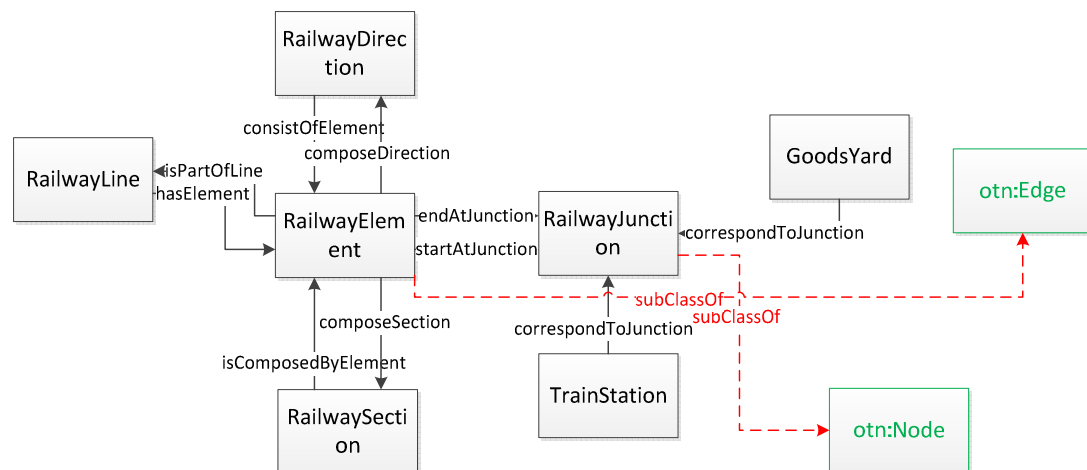 RailwayDirec
tion
consistOfElement
composeDirection
GoodsYard
RailwayLine
isPartOfLine
hasElement
otn:Edge
RailwayElem
ent
endAtJunction
startAtJunction
RailwayJuncti
on
correspondToJunction
subClassOf
subClassOf
composeSection
correspondToJunction
isComposedByElement
RailwaySecti
on
TrainStation
otn:Node